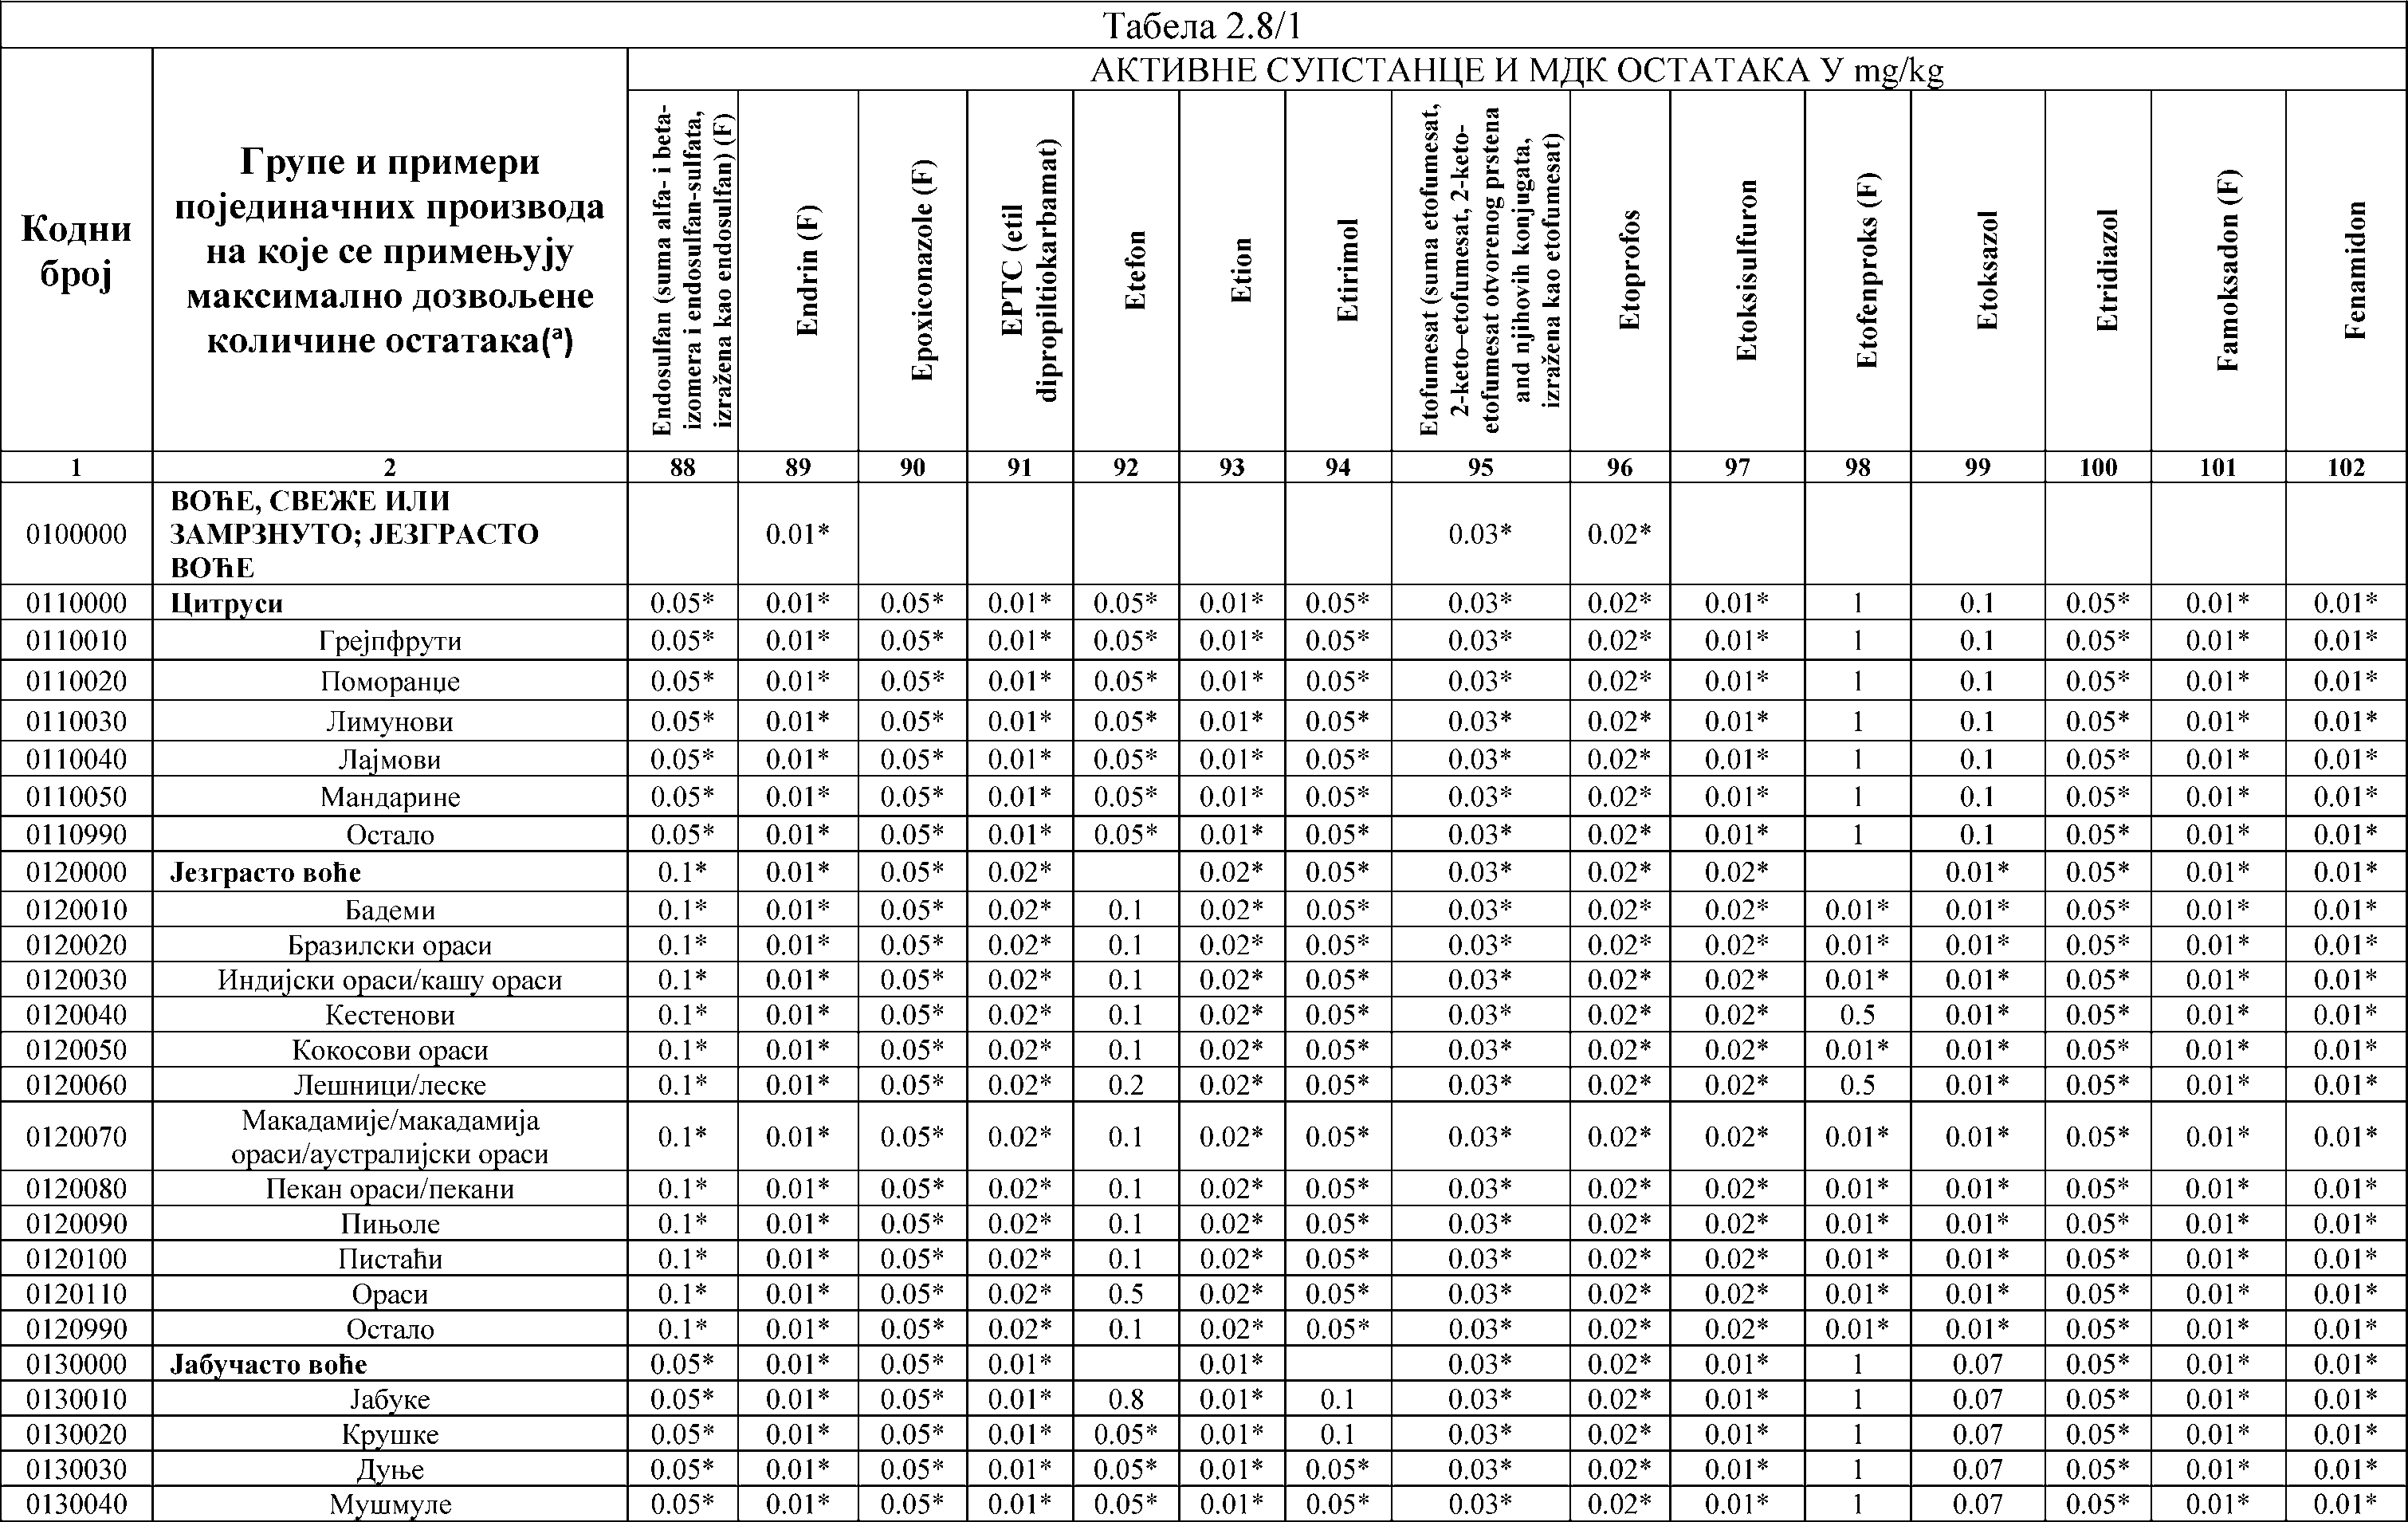 Табела 2.8/1
АКТИВНЕ СУПСТАНЦЕ И МДК ОСТАТАКА У mg/kg
Кодни
број
Групе и примери
појединачних производа
на које се примењују
максимално дозвољене
количине остатака(ª)
Endosulfan (suma alfa- i beta-
izomera i endosulfan-sulfata,
izražena kao endosulfan) (F)
Endrin (F)
Epoxiconazole (F)
EPTC (etil
dipropiltiokarbamat)
Etefon
Etion
Etirimol
Etofumesat (suma etofumesat,
2-keto–etofumesat, 2-keto-
etofumesat otvorenog prstena
and njihovih konjugata,
izražena kao etofumesat)
Etoprofos
Etoksisulfuron
Etofenproks (F)
Etoksazol
Etridiazol
Famoksadon (F)
Fenamidon
1 2 88 89 90 91 92 93 94 95 96 97 98 99 100 101 102
ВОЋЕ, СВЕЖЕ ИЛИ
0100000 ЗАМРЗНУТО; ЈЕЗГРАСТО 0.01* 0.03* 0.02*
ВОЋЕ
0110000 Цитруси 0.05* 0.01* 0.05* 0.01* 0.05* 0.01* 0.05* 0.03* 0.02* 0.01* 1 0.1 0.05* 0.01* 0.01*
0110010 Грејпфрути 0.05* 0.01* 0.05* 0.01* 0.05* 0.01* 0.05* 0.03* 0.02* 0.01* 1 0.1 0.05* 0.01* 0.01*
0110020 Поморанџе 0.05* 0.01* 0.05* 0.01* 0.05* 0.01* 0.05* 0.03* 0.02* 0.01* 1 0.1 0.05* 0.01* 0.01*
0110030 Лимунови 0.05* 0.01* 0.05* 0.01* 0.05* 0.01* 0.05* 0.03* 0.02* 0.01* 1 0.1 0.05* 0.01* 0.01*
0110040 Лајмови 0.05* 0.01* 0.05* 0.01* 0.05* 0.01* 0.05* 0.03* 0.02* 0.01* 1 0.1 0.05* 0.01* 0.01*
0110050 Мандарине 0.05* 0.01* 0.05* 0.01* 0.05* 0.01* 0.05* 0.03* 0.02* 0.01* 1 0.1 0.05* 0.01* 0.01*
0110990 Остало 0.05* 0.01* 0.05* 0.01* 0.05* 0.01* 0.05* 0.03* 0.02* 0.01* 1 0.1 0.05* 0.01* 0.01*
0120000 Језграсто воће 0.1* 0.01* 0.05* 0.02* 0.02* 0.05* 0.03* 0.02* 0.02* 0.01* 0.05* 0.01* 0.01*
0120010 Бадеми 0.1* 0.01* 0.05* 0.02* 0.1 0.02* 0.05* 0.03* 0.02* 0.02* 0.01* 0.01* 0.05* 0.01* 0.01*
0120020 Бразилски ораси 0.1* 0.01* 0.05* 0.02* 0.1 0.02* 0.05* 0.03* 0.02* 0.02* 0.01* 0.01* 0.05* 0.01* 0.01*
0120030 Индијски ораси/кашу ораси 0.1* 0.01* 0.05* 0.02* 0.1 0.02* 0.05* 0.03* 0.02* 0.02* 0.01* 0.01* 0.05* 0.01* 0.01*
0120040 Кестенови 0.1* 0.01* 0.05* 0.02* 0.1 0.02* 0.05* 0.03* 0.02* 0.02* 0.5 0.01* 0.05* 0.01* 0.01*
0120050 Кокосови ораси 0.1* 0.01* 0.05* 0.02* 0.1 0.02* 0.05* 0.03* 0.02* 0.02* 0.01* 0.01* 0.05* 0.01* 0.01*
0120060 Лешници/леске 0.1* 0.01* 0.05* 0.02* 0.2 0.02* 0.05* 0.03* 0.02* 0.02* 0.5 0.01* 0.05* 0.01* 0.01*
Макадамије/макадамија
0120070 ораси/аустралијски ораси 0.1* 0.01* 0.05* 0.02* 0.1 0.02* 0.05* 0.03* 0.02* 0.02* 0.01* 0.01* 0.05* 0.01* 0.01*
0120080 Пекан ораси/пекани 0.1* 0.01* 0.05* 0.02* 0.1 0.02* 0.05* 0.03* 0.02* 0.02* 0.01* 0.01* 0.05* 0.01* 0.01*
0120090 Пињоле 0.1* 0.01* 0.05* 0.02* 0.1 0.02* 0.05* 0.03* 0.02* 0.02* 0.01* 0.01* 0.05* 0.01* 0.01*
0120100 Пистаћи 0.1* 0.01* 0.05* 0.02* 0.1 0.02* 0.05* 0.03* 0.02* 0.02* 0.01* 0.01* 0.05* 0.01* 0.01*
0120110 Ораси 0.1* 0.01* 0.05* 0.02* 0.5 0.02* 0.05* 0.03* 0.02* 0.02* 0.01* 0.01* 0.05* 0.01* 0.01*
0120990 Остало 0.1* 0.01* 0.05* 0.02* 0.1 0.02* 0.05* 0.03* 0.02* 0.02* 0.01* 0.01* 0.05* 0.01* 0.01*
0130000 Јабучасто воће 0.05* 0.01* 0.05* 0.01* 0.01* 0.03* 0.02* 0.01* 1 0.07 0.05* 0.01* 0.01*
0130010 Јабуке 0.05* 0.01* 0.05* 0.01* 0.8 0.01* 0.1 0.03* 0.02* 0.01* 1 0.07 0.05* 0.01* 0.01*
0130020 Крушке 0.05* 0.01* 0.05* 0.01* 0.05* 0.01* 0.1 0.03* 0.02* 0.01* 1 0.07 0.05* 0.01* 0.01*
0130030 Дуње 0.05* 0.01* 0.05* 0.01* 0.05* 0.01* 0.05* 0.03* 0.02* 0.01* 1 0.07 0.05* 0.01* 0.01*
0130040 Мушмуле 0.05* 0.01* 0.05* 0.01* 0.05* 0.01* 0.05* 0.03* 0.02* 0.01* 1 0.07 0.05* 0.01* 0.01*